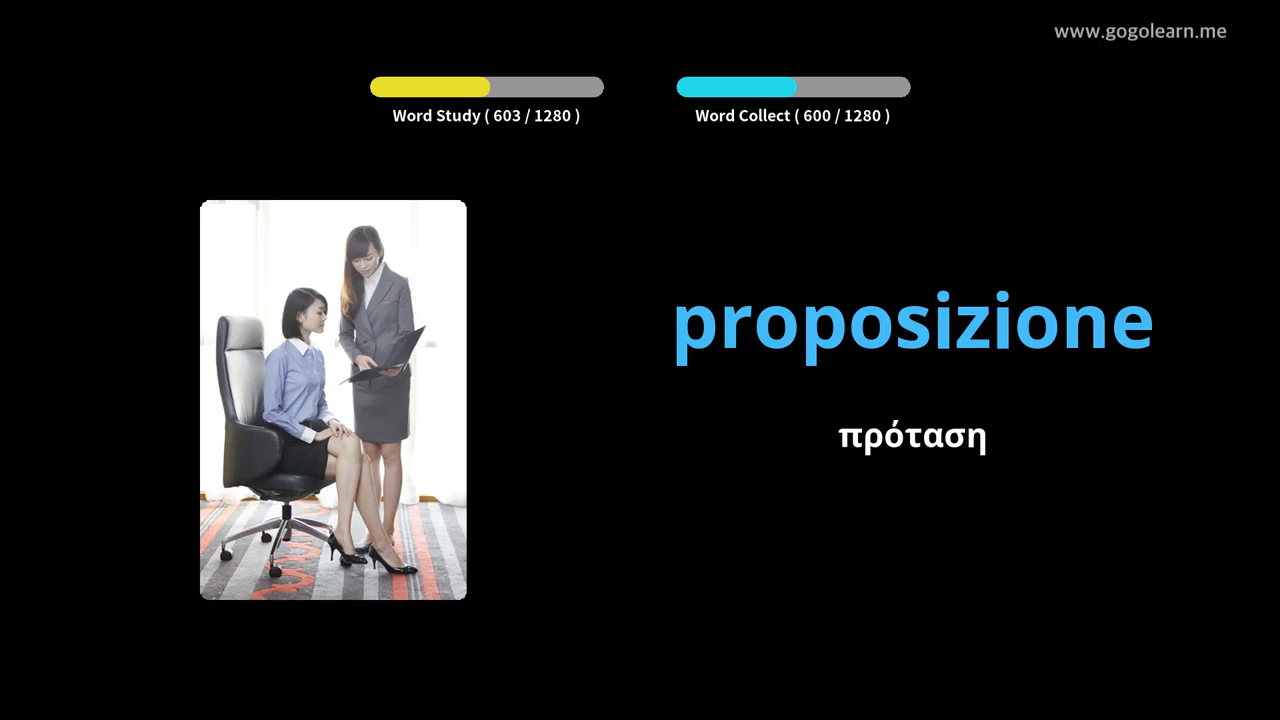 www.gogolearn.me
Word Study ( 603 / 1280 )
Word Collect ( 600 / 1280 )
proposizione
πρόταση